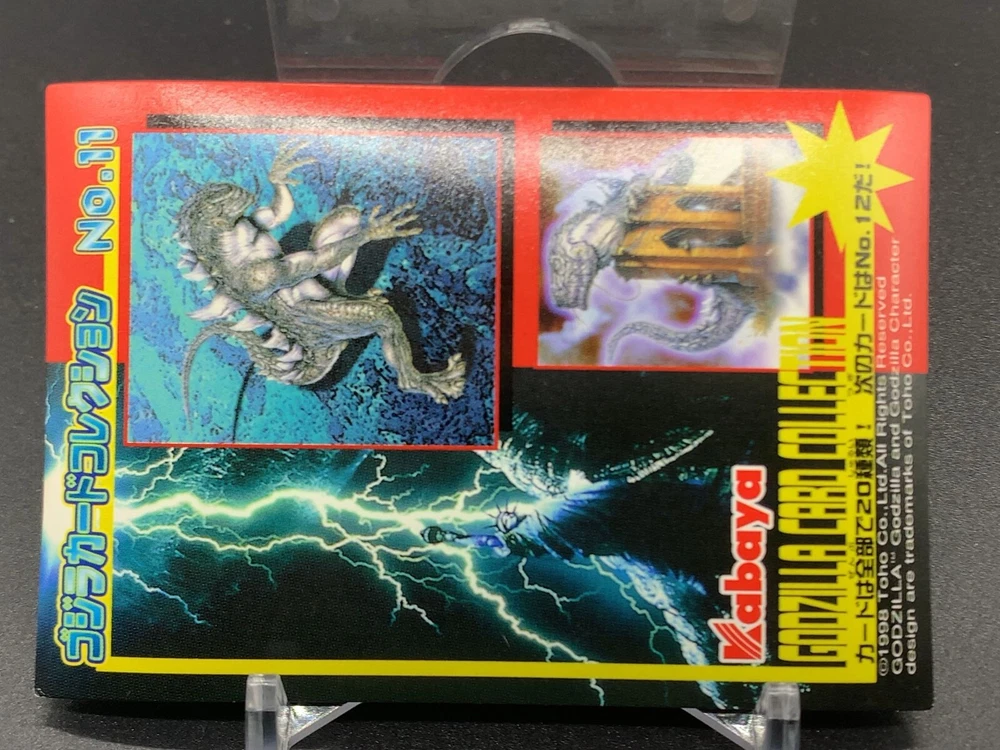 ゴジラカードコレクション No.11
Kabaya
GODZILLA CARD COLLECTION
カードは全部で20種類! 次のカードはNo.12だ!
©1998 Toho Co.,Ltd.All Rights Reserved
GODZILLA™ Godzilla and Godzilla Character
design are trademarks of Toho Co.,Ltd.